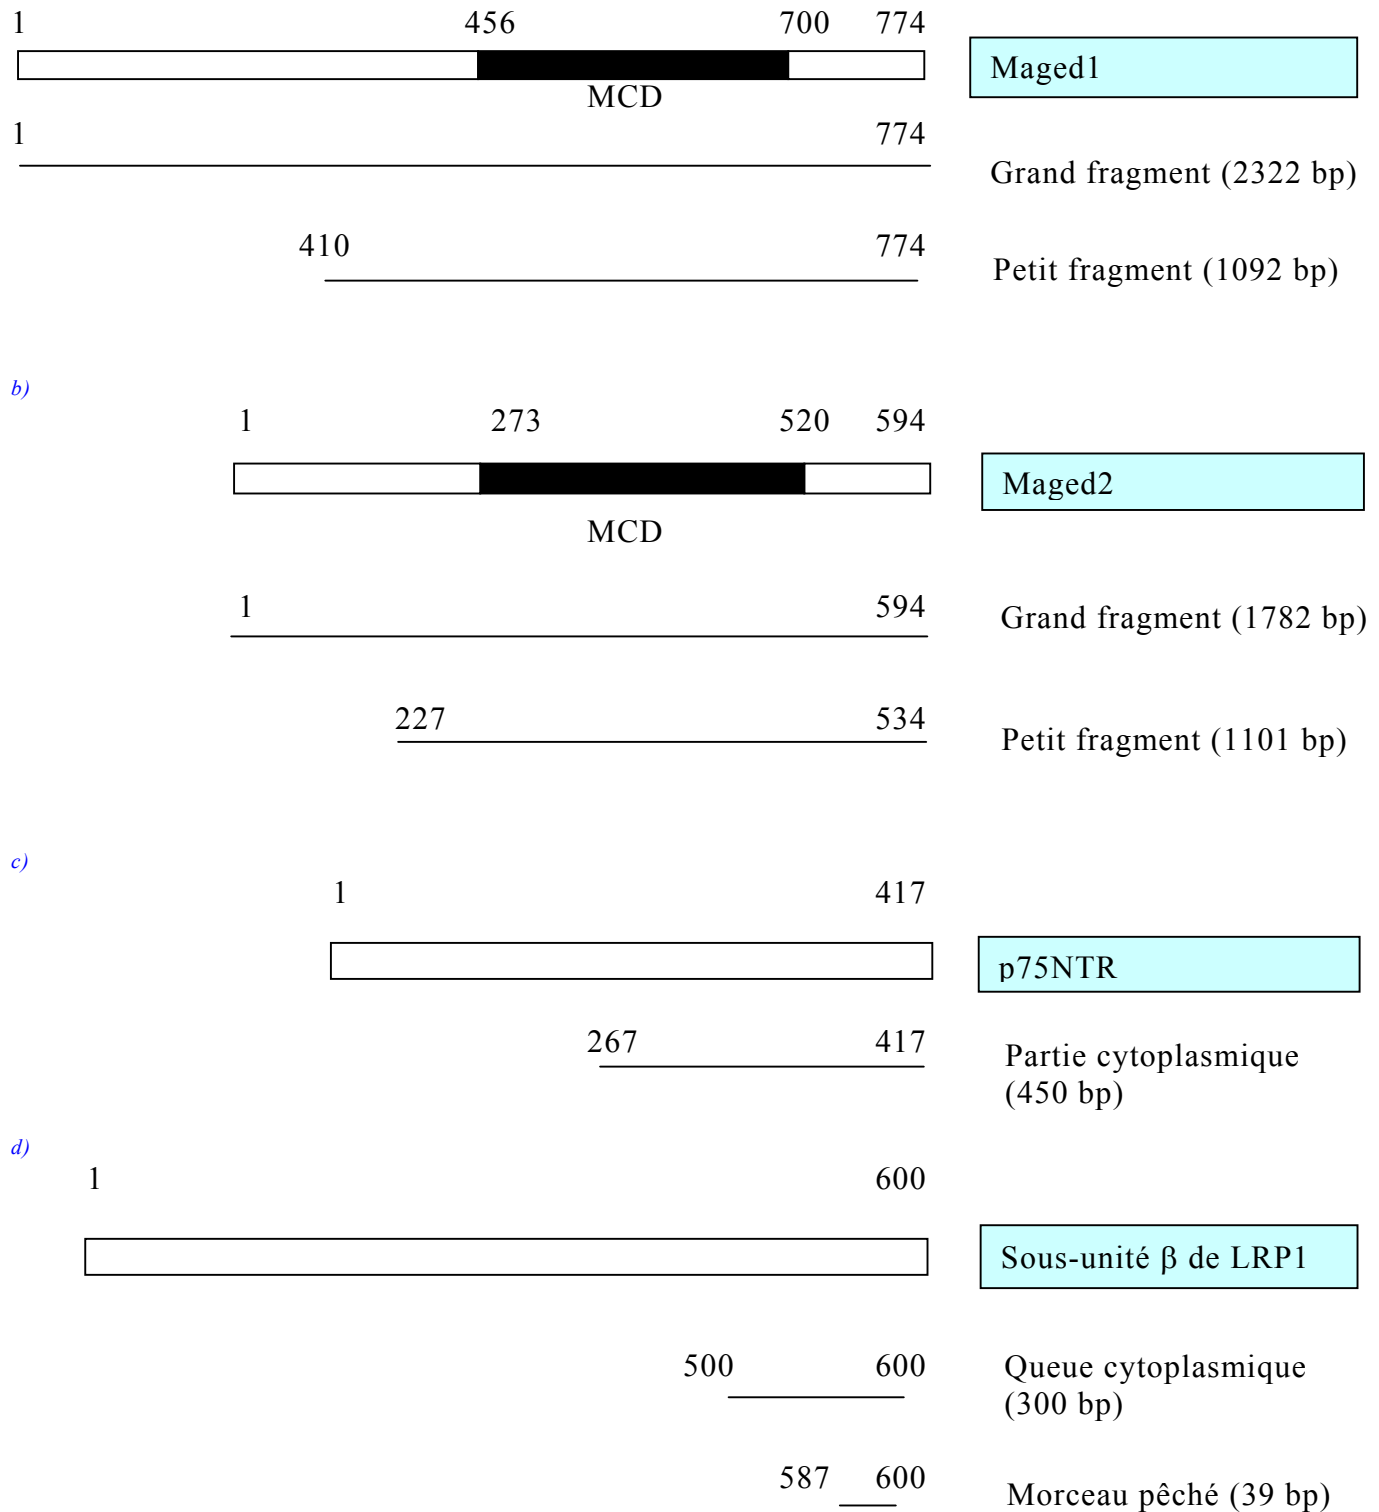 1 456 700 774
Maged1
MCD
1 774
Grand fragment (2322 bp)
410 774
Petit fragment (1092 bp)
b)
1 273 520 594
Maged2
MCD
1 594
Grand fragment (1782 bp)
227 534
Petit fragment (1101 bp)
c)
1 417
p75NTR
267 417
Partie cytoplasmique
(450 bp)
d)
1 600
Sous-unité β de LRP1
500 600
Queue cytoplasmique
(300 bp)
587 600
Morceau pêché (39 bp)